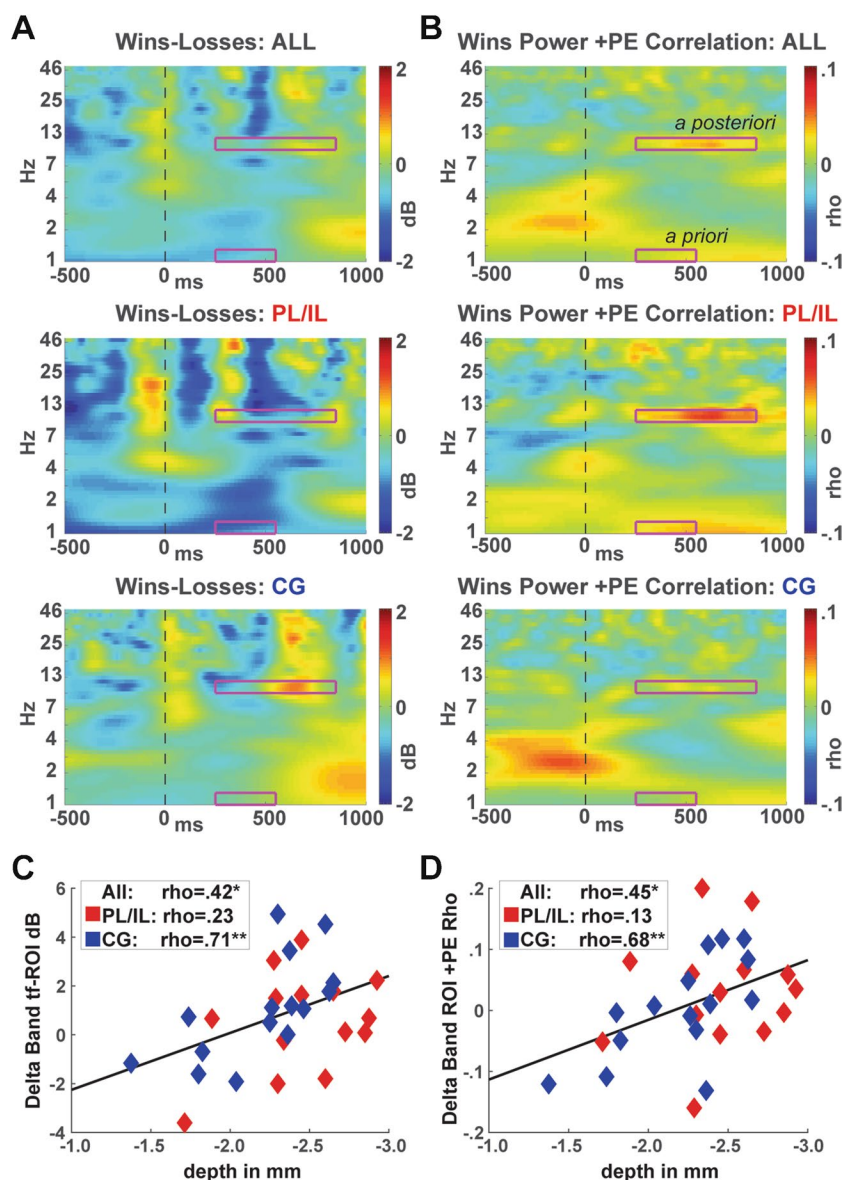 A
B
Wins-Losses: ALL
Wins Power +PE Correlation: ALL
46
25
13
7
4
2
1
Hz
-500
0
ms
500
1000
2
0
-2
dB
46
25
13
7
4
2
1
Hz
a posteriori
a priori
-500
0
ms
500
1000
.1
0
-.1
rho
Wins-Losses: PL/IL
Wins Power +PE Correlation: PL/IL
46
25
13
7
4
2
1
Hz
-500
0
ms
500
1000
2
0
-2
dB
46
25
13
7
4
2
1
Hz
-500
0
ms
500
1000
.1
0
-.1
rho
Wins-Losses: CG
Wins Power +PE Correlation: CG
46
25
13
7
4
2
1
Hz
-500
0
ms
500
1000
2
0
-2
dB
46
25
13
7
4
2
1
Hz
-500
0
ms
500
1000
.1
0
-.1
rho
C
All: rho=.42*
PL/IL: rho=.23
CG: rho=.71**
6
4
2
0
-2
-4
Delta Band tf-ROI dB
-1.0
-1.5
-2.0
-2.5
-3.0
depth in mm
D
All: rho=.45*
PL/IL: rho=.13
CG: rho=.68**
.2
.1
0
-.1
-.2
Delta Band ROI +PE Rho
-1.0
-1.5
-2.0
-2.5
-3.0
depth in mm